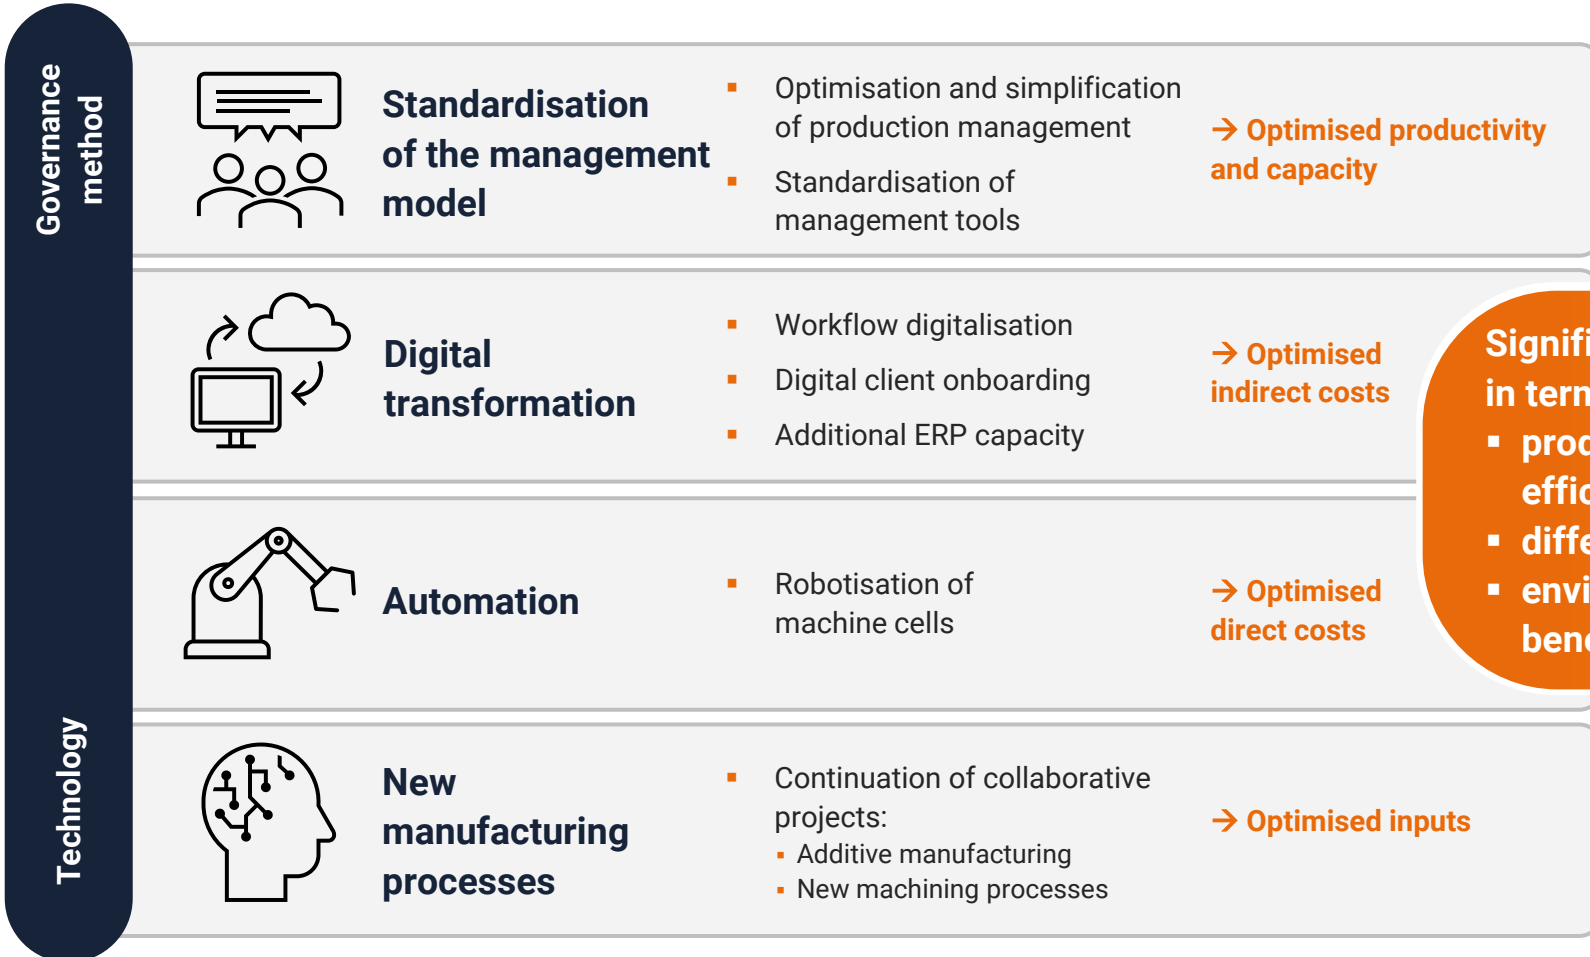 Governance
method
Standardisation
of the management
model
Optimisation and simplification
of production management
Standardisation of
management tools
→ Optimised productivity
and capacity
Digital
transformation
Workflow digitalisation
Digital client onboarding
Additional ERP capacity
→ Optimised
indirect costs
Automation
Robotisation of
machine cells
→ Optimised
direct costs
in
Technology
New
manufacturing
processes
Continuation of collaborative
projects:
Additive manufacturing
New machining processes
→ Optimised inputs